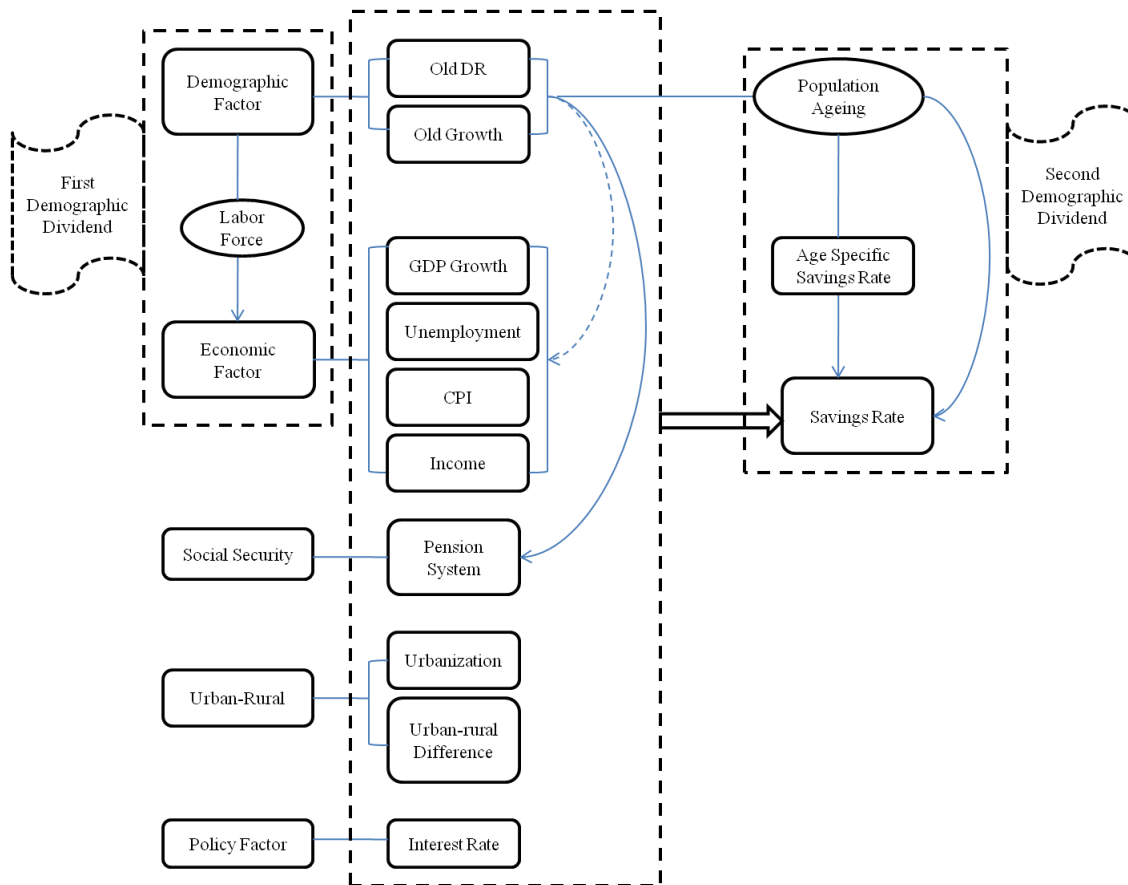 First
Demographic
Dividend
Demographic
Factor
Labor
Force
Economic
Factor
Social Security
Urban-Rural
Policy Factor
Old DR
Old Growth
GDP Growth
Unemployment
CPI
Income
Pension
System
Urbanization
Urban-rural
Difference
Interest Rate
Population
Ageing
Age Specific
Savings Rate
Savings Rate
Second
Demographic
Dividend